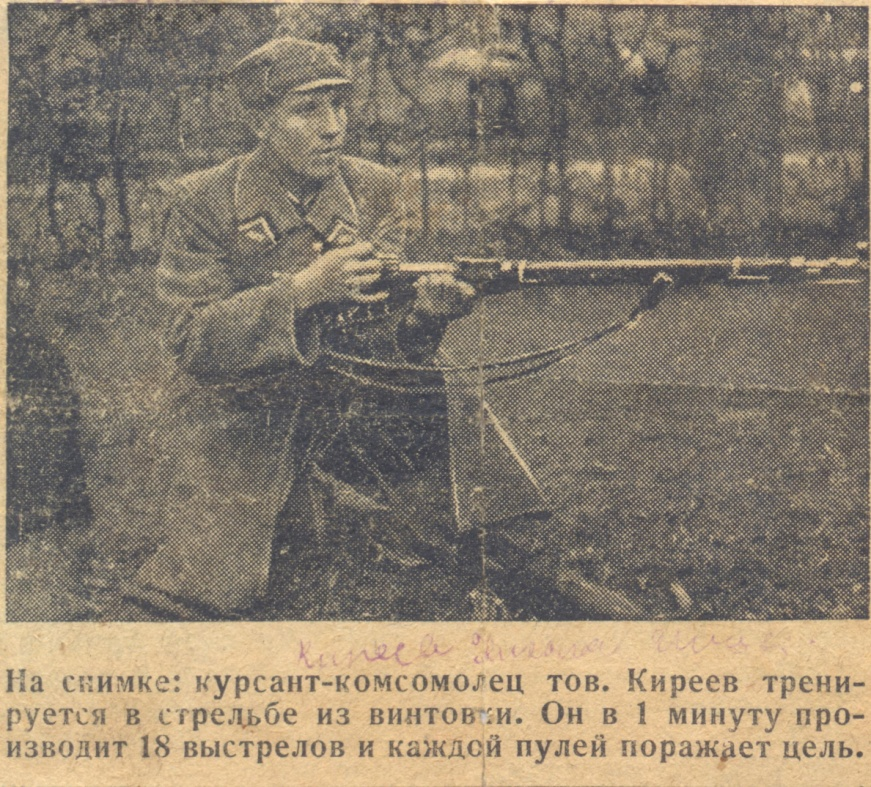 Киреев
На снимке: курсант-комсомолец тов. Киреев трени-
руется в стрельбе из винтовки. Он в 1 минуту про-
изводит 18 выстрелов и каждой пулей поражает цель.